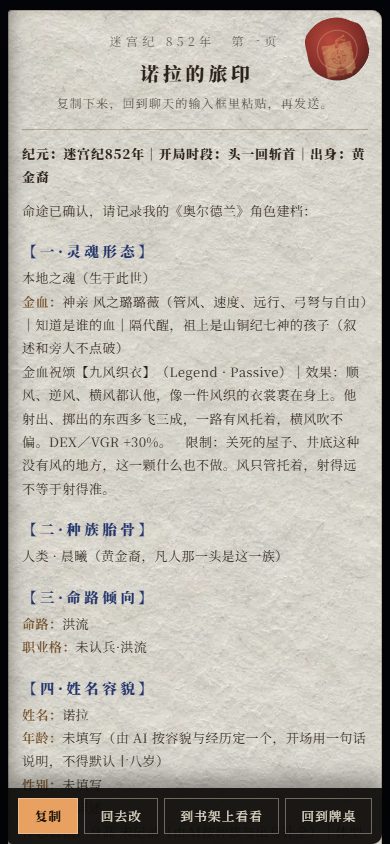 迷宫纪 852年 第一页
诺拉的旅印
复制下来，回到聊天的输入框里粘贴，再发送。
纪元：迷宫纪852年｜开局时段：头一回斩首｜出身：黄
金裔
命途已确认，请记录我的《奥尔德兰》角色建档：
【一·灵魂形态】
本地之魂（生于此世）
金血：神亲 风之璐璐薇（管风、速度、远行、弓弩与自由）
｜知道是谁的血｜隔代醒，祖上是山铜纪七神的孩子（叙
述和旁人不点破）
金血祝颂【九风织衣】（Legend · Passive）｜效果：顺
风、逆风、横风都认他，像一件风织的衣裳裹在身上。他
射出、掷出的东西多飞三成，一路有风托着，横风吹不
偏。DEX／VGR +30%。 限制：关死的屋子、井底这种
没有风的地方，这一颗什么也不做。风只管托着，射得远
不等于射得准。
【二·种族胎骨】
人类 · 晨曦（黄金裔，凡人那一头是这一族）
【三·命路倾向】
命路：洪流
职业格：未认兵·洪流
【四·姓名容貌】
姓名：诺拉
年龄：未填写（由 AI 按容貌与经历定一个，开场用一句话
说明，不得默认十八岁）
性别：未填写
复制
回去改
到书架上看看
回到牌桌